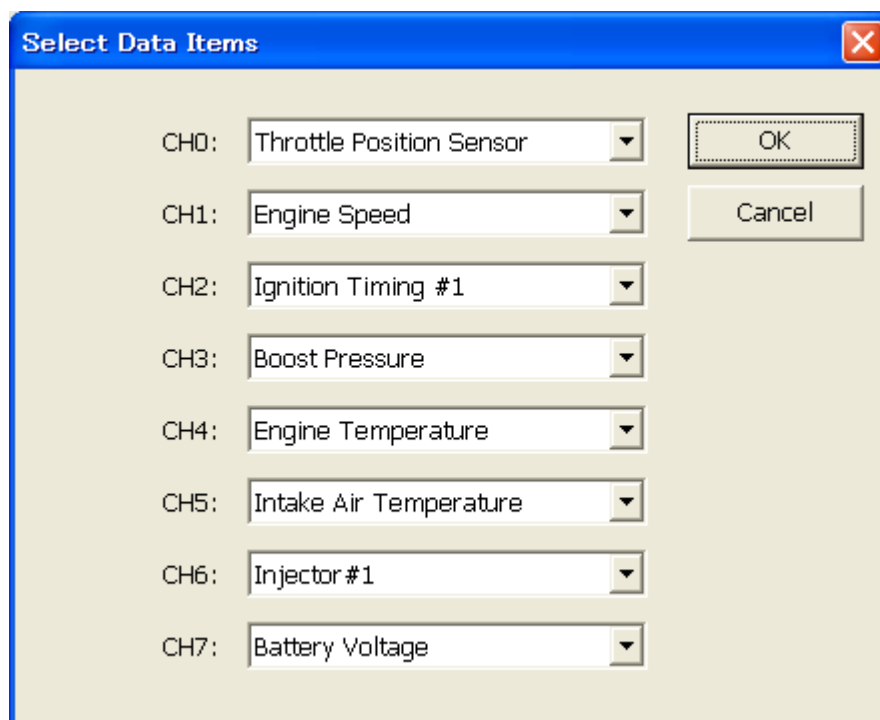 Select Data Items
CH0: Throttle Position Sensor OK
CH1: Engine Speed Cancel
CH2: Ignition Timing #1
CH3: Boost Pressure
CH4: Engine Temperature
CH5: Intake Air Temperature
CH6: Injector#1
CH7: Battery Voltage